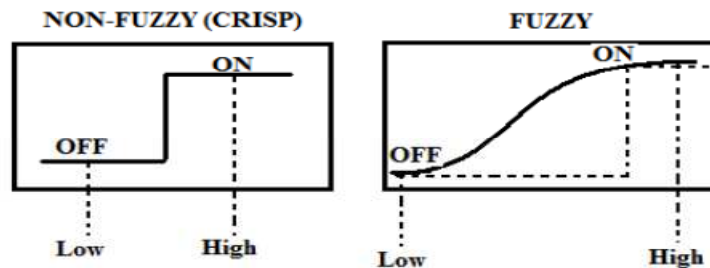 NON-FUZZY (CRISP)
ON
OFF
Low
High
FUZZY
ON
OFF
Low
High